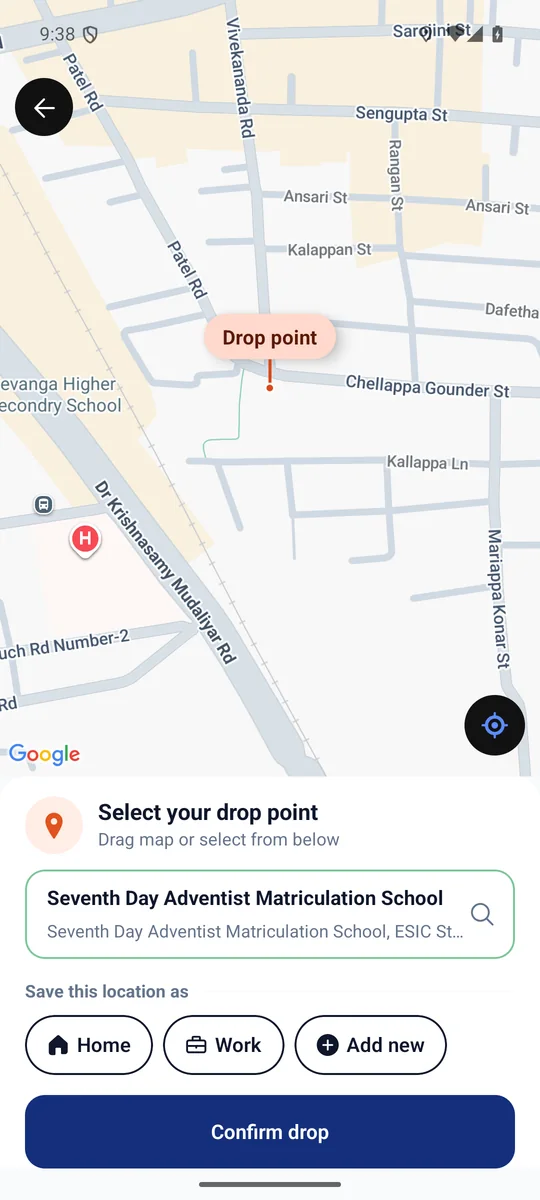 9:38
Sarojini St
Patel Rd
Vivekananda Rd
Sengupta St
Rangan St
Ansari St
Ansari St
Kalappan St
Patel Rd
Dafetha
Drop point
Chellappa Gounder St
evanga Higher
econdry School
Kallappa Ln
Dr Krishnasamy Mudaliyar Rd
H
Mariappa Konar St
uch Rd Number-2
Rd
Google
Select your drop point
Drag map or select from below
Seventh Day Adventist Matriculation School
Seventh Day Adventist Matriculation School, ESIC St...
Save this location as
Home
Work
Add new
Confirm drop